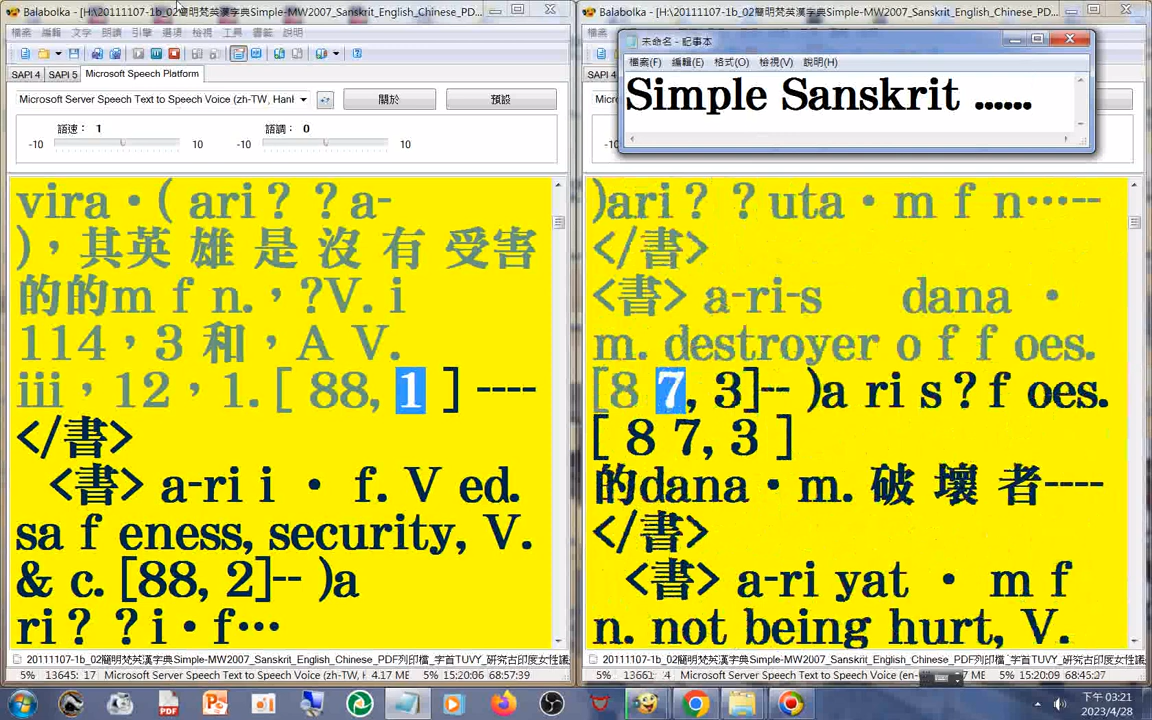 Balabolka - [H:\20111107-1b_02簡明梵英漢字典Simple-MW2007_Sanskrit_English_Chinese_PD...
檔案 編輯 文字 朗讀 引擎 選項 檢視 工具 書籤 說明
SAPI 4 SAPI 5 Microsoft Speech Platform
Microsoft Server Speech Text to Speech Voice (zh-TW, Hanl
關於
預設
語速： 1 語調： 0
-10 10 -10 10
vira·( ari？？a-
)，其英 雄 是 沒 有 受害
的的m f n.，?V. i
114，3 和，A V.
iii，12，1. [ 88, 1 ] ----
</書>
<書> a-ri i · f. V ed.
sa f eness, security, V.
& c. [88, 2]-- )a
ri？？i·f…
20111107-1b_02簡明梵英漢字典Simple-MW2007_Sanskrit_English_Chinese_PDF列印檔_字首TUVY_研究古印度女性議
5% 13645: 17 Microsoft Server Speech Text to Speech Voice (zh-TW, H 4.17 ME 5% 15:20:06 68:57:39
Balabolka - [H:\20111107-1b_02簡明梵英漢字典Simple-MW2007_Sanskrit_English_Chinese_PD...
檔案
SAPI 4
未命名 - 記事本
檔案(F) 編輯(E) 格式(O) 檢視(V) 說明(H)
Simple Sanskrit ......
)ari？？uta·m f n…--
</書>
<書> a-ri-s dana ·
m. destroyer o f f oes.
[8 7, 3]-- )a ri s？f oes.
[ 8 7, 3 ]
的dana·m. 破 壞 者----
</書>
<書> a-ri yat · m f
n. not being hurt, V.
20111107-1b_02簡明梵英漢字典Simple-MW2007_Sanskrit_English_Chinese_PDF列印檔_字首TUVY_研究古印度女性議
5% Microsoft Server Speech Text to Speech Voice (en- 5% 15:20:09 68:45:27
下午 03:21
2023/4/28